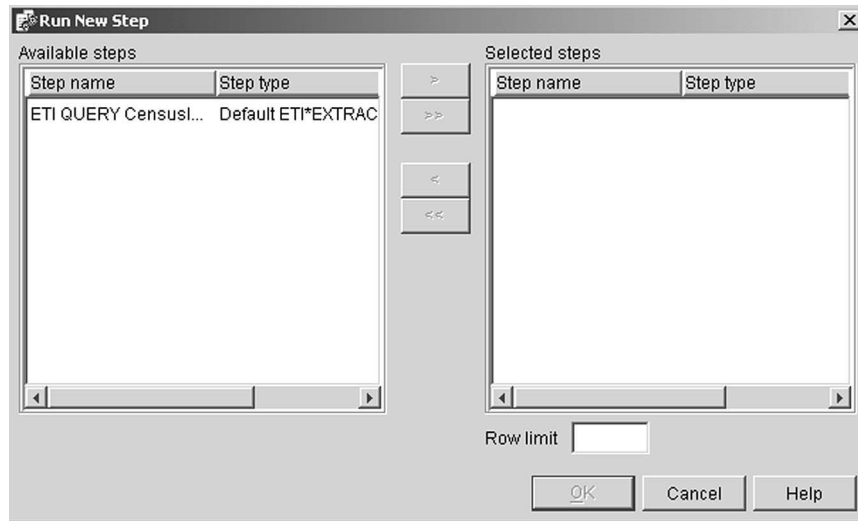 Run New Step
Available steps
Selected steps
Step name Step type
Step name Step type
ETI QUERY CensusI... Default ETI*EXTRAC
>
>>
<
<<
Row limit
OK Cancel Help